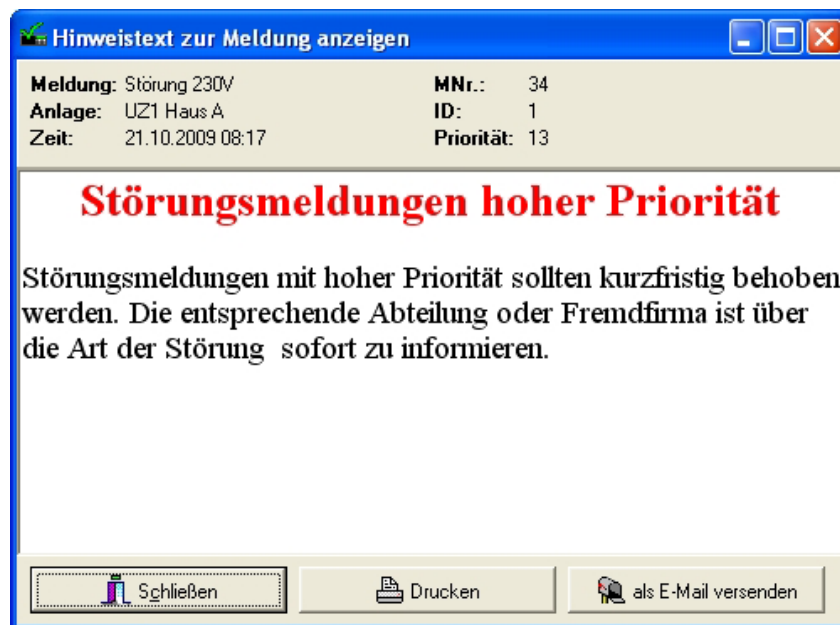 Hinweistext zur Meldung anzeigen
Meldung: Störung 230V MNr.: 34
Anlage: UZ1 Haus A ID: 1
Zeit: 21.10.2009 08:17 Priorität: 13
Störungsmeldungen hoher Priorität
Störungsmeldungen mit hoher Priorität sollten kurzfristig behoben
werden. Die entsprechende Abteilung oder Fremdfirma ist über
die Art der Störung  sofort zu informieren.
Schließen Drucken als E-Mail versenden